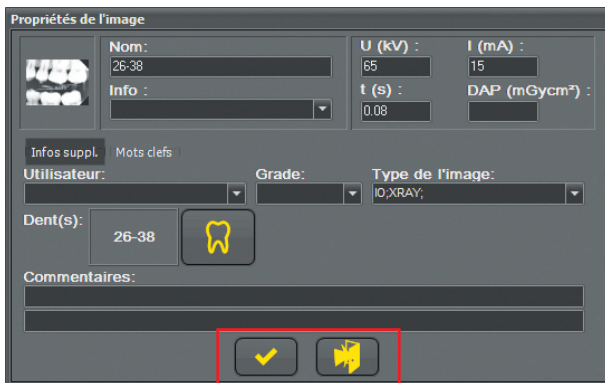 Propriétés de l'image
Nom:
26-38
Info :
U (kV) :
I (mA) :
65
15
t (s) :
DAP (mGycm²) :
0.08
Infos suppl.
Mots clefs
Utilisateur:
Grade:
Type de l'image:
IO;XRAY;
Dent(s):
26-38
Commentaires: